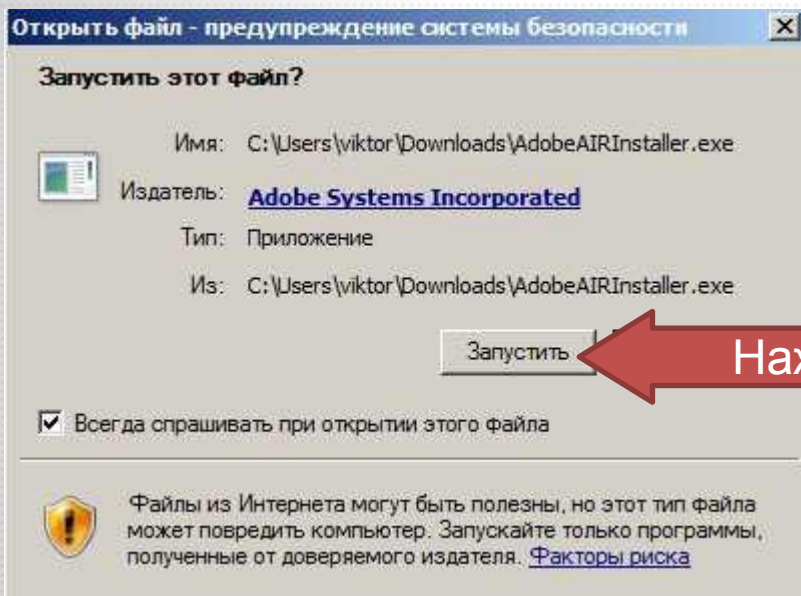 Открыть файл - предупреждение системы безопасности
Запустить этот файл?
Имя: C:\Users\viktor\Downloads\AdobeAIRInstaller.exe
Издатель: Adobe Systems Incorporated
Тип: Приложение
Из: C:\Users\viktor\Downloads\AdobeAIRInstaller.exe
Запустить
Всегда спрашивать при открытии этого файла
Файлы из Интернета могут быть полезны, но этот тип файла
может повредить компьютер. Запускайте только программы,
полученные от доверяемого издателя. Факторы риска